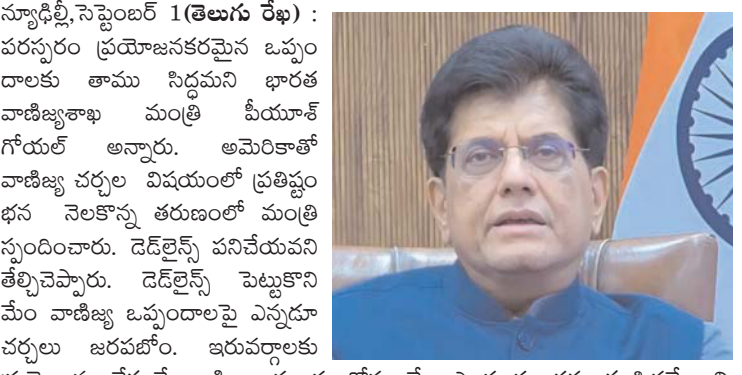 న్యూఢిల్లీ,సెప్టెంబర్ 1(తెలుగు రేఖ) :
పరస్పరం ప్రయోజనకరమైన ఒప్పం
దాలకు తాము సిద్ధమని భారత
వాణిజ్యశాఖ మంత్రి పీయూశ్
గోయల్ అన్నారు. అమెరికాతో
వాణిజ్య చర్చల విషయంలో ప్రతిష్టం
భన నెలకొన్న తరుణంలో మంత్రి
స్పందించారు. డెడ్‌లైన్స్ పనిచేయవని
తేల్చిచెప్పారు. డెడ్‌లైన్స్ పెట్టుకొని
మేం వాణిజ్య ఒప్పందాలపై ఎన్నడూ
చర్చలు జరపబోం. ఇరువర్గాలకు